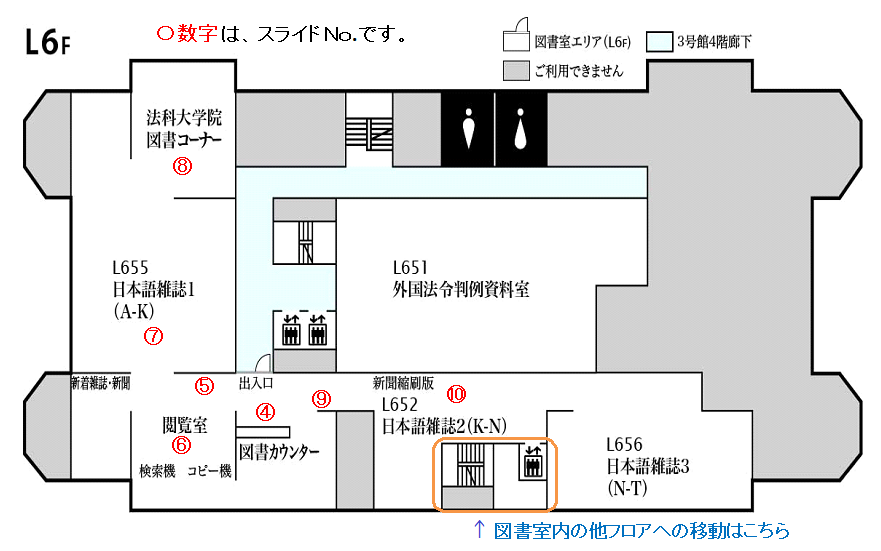 L6F
〇数字は、スライドNo.です。
図書室エリア(L6F)
3号館4階廊下
ご利用できません
法科大学院
図書コーナー
⑧
L655
日本語雑誌1
(A-K)
⑦
L651
外国法令判例資料室
新着雑誌・新聞
⑤
出入口
新聞縮刷版
⑨
⑩
④
L652
日本語雑誌2(K-N)
閲覧室
⑥
図書カウンター
検索機
コピー機
L656
日本語雑誌3
(N-T)
↑ 図書室内の他フロアへの移動はこちら